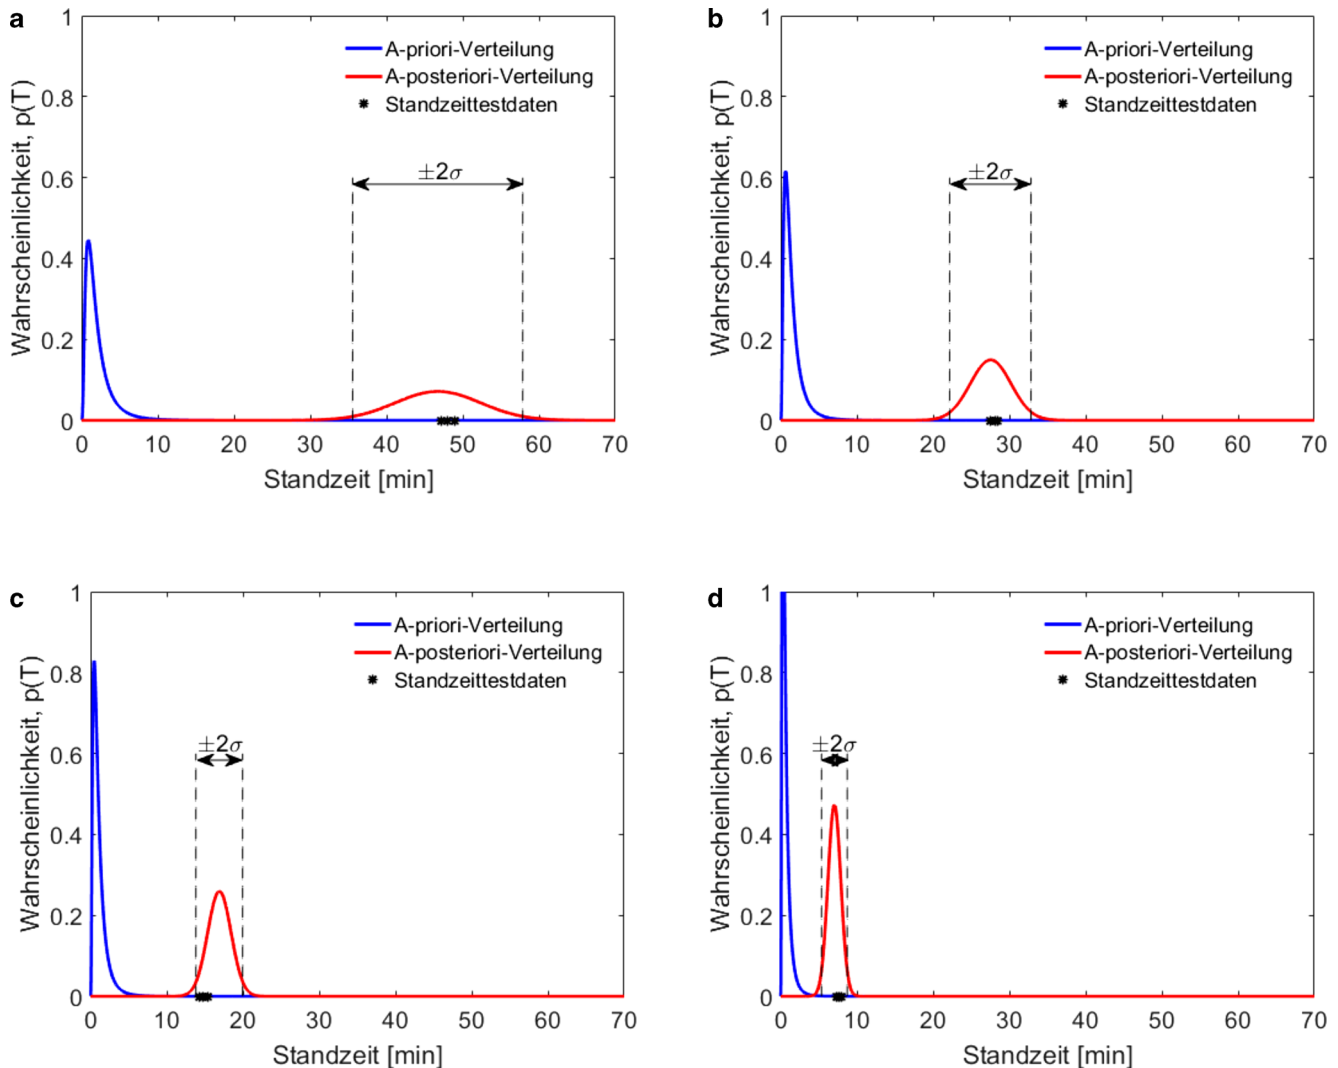 a
1
0.8
0.6
0.4
0.2
0
0 10 20 30 40 50 60 70
Wahrscheinlichkeit, p(T)
Standzeit [min]
A-priori-Verteilung
A-posteriori-Verteilung
Standzeittestdaten
±2σ
b
1
0.8
0.6
0.4
0.2
0
0 10 20 30 40 50 60 70
Wahrscheinlichkeit, p(T)
Standzeit [min]
A-priori-Verteilung
A-posteriori-Verteilung
Standzeittestdaten
±2σ
c
1
0.8
0.6
0.4
0.2
0
0 10 20 30 40 50 60 70
Wahrscheinlichkeit, p(T)
Standzeit [min]
A-priori-Verteilung
A-posteriori-Verteilung
Standzeittestdaten
±2σ
d
1
0.8
0.6
0.4
0.2
0
0 10 20 30 40 50 60 70
Wahrscheinlichkeit, p(T)
Standzeit [min]
A-priori-Verteilung
A-posteriori-Verteilung
Standzeittestdaten
±2σ